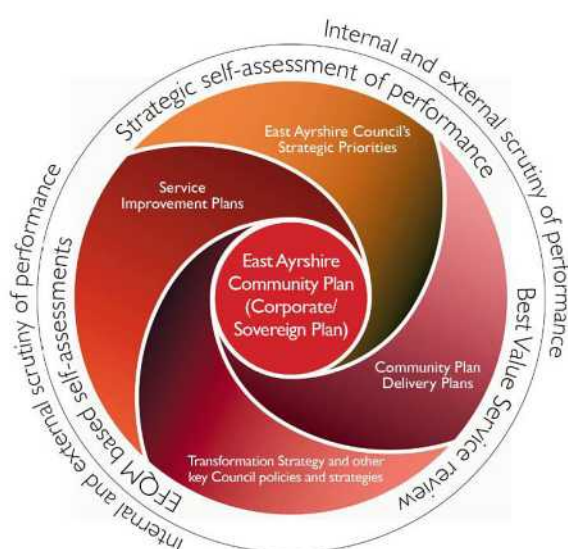 Internal and external scrutiny of performance
Strategic self-assessment of performance
East Ayrshire Council's
Strategic Priorities
Service
Improvement Plans
East Ayrshire
Community Plan
(Corporate/
Sovereign Plan)
Community Plan
Delivery Plans
Transformation Strategy and other
key Council policies and strategies
Best Value Service review
EFQM based self-assessments
Internal and external scrutiny of performance